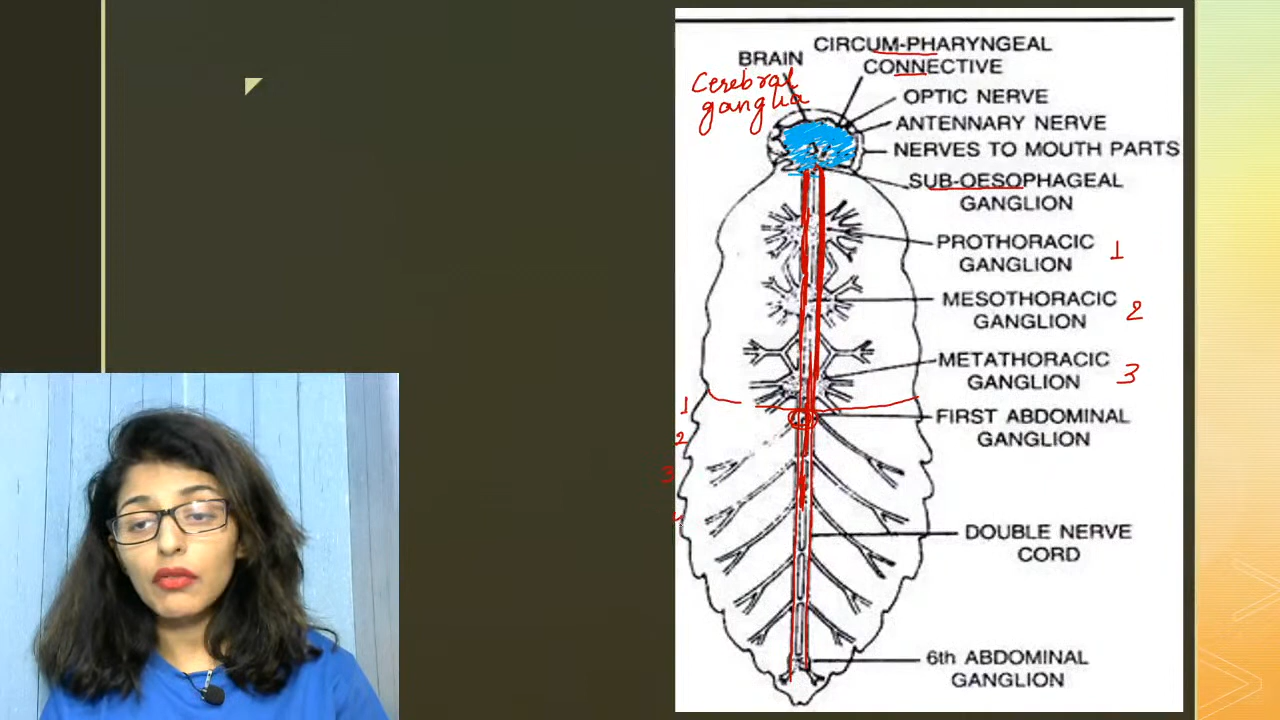 CIRCUM-PHARYNGEAL
CONNECTIVE
BRAIN
Cerebral
ganglia
OPTIC NERVE
ANTENNARY NERVE
NERVES TO MOUTH PARTS
SUB-OESOPHAGEAL
GANGLION
PROTHORACIC
GANGLION
1
MESOTHORACIC
GANGLION
2
METATHORACIC
GANGLION
3
FIRST ABDOMINAL
GANGLION
1
2
3
4
DOUBLE NERVE
CORD
6th ABDOMINAL
GANGLION